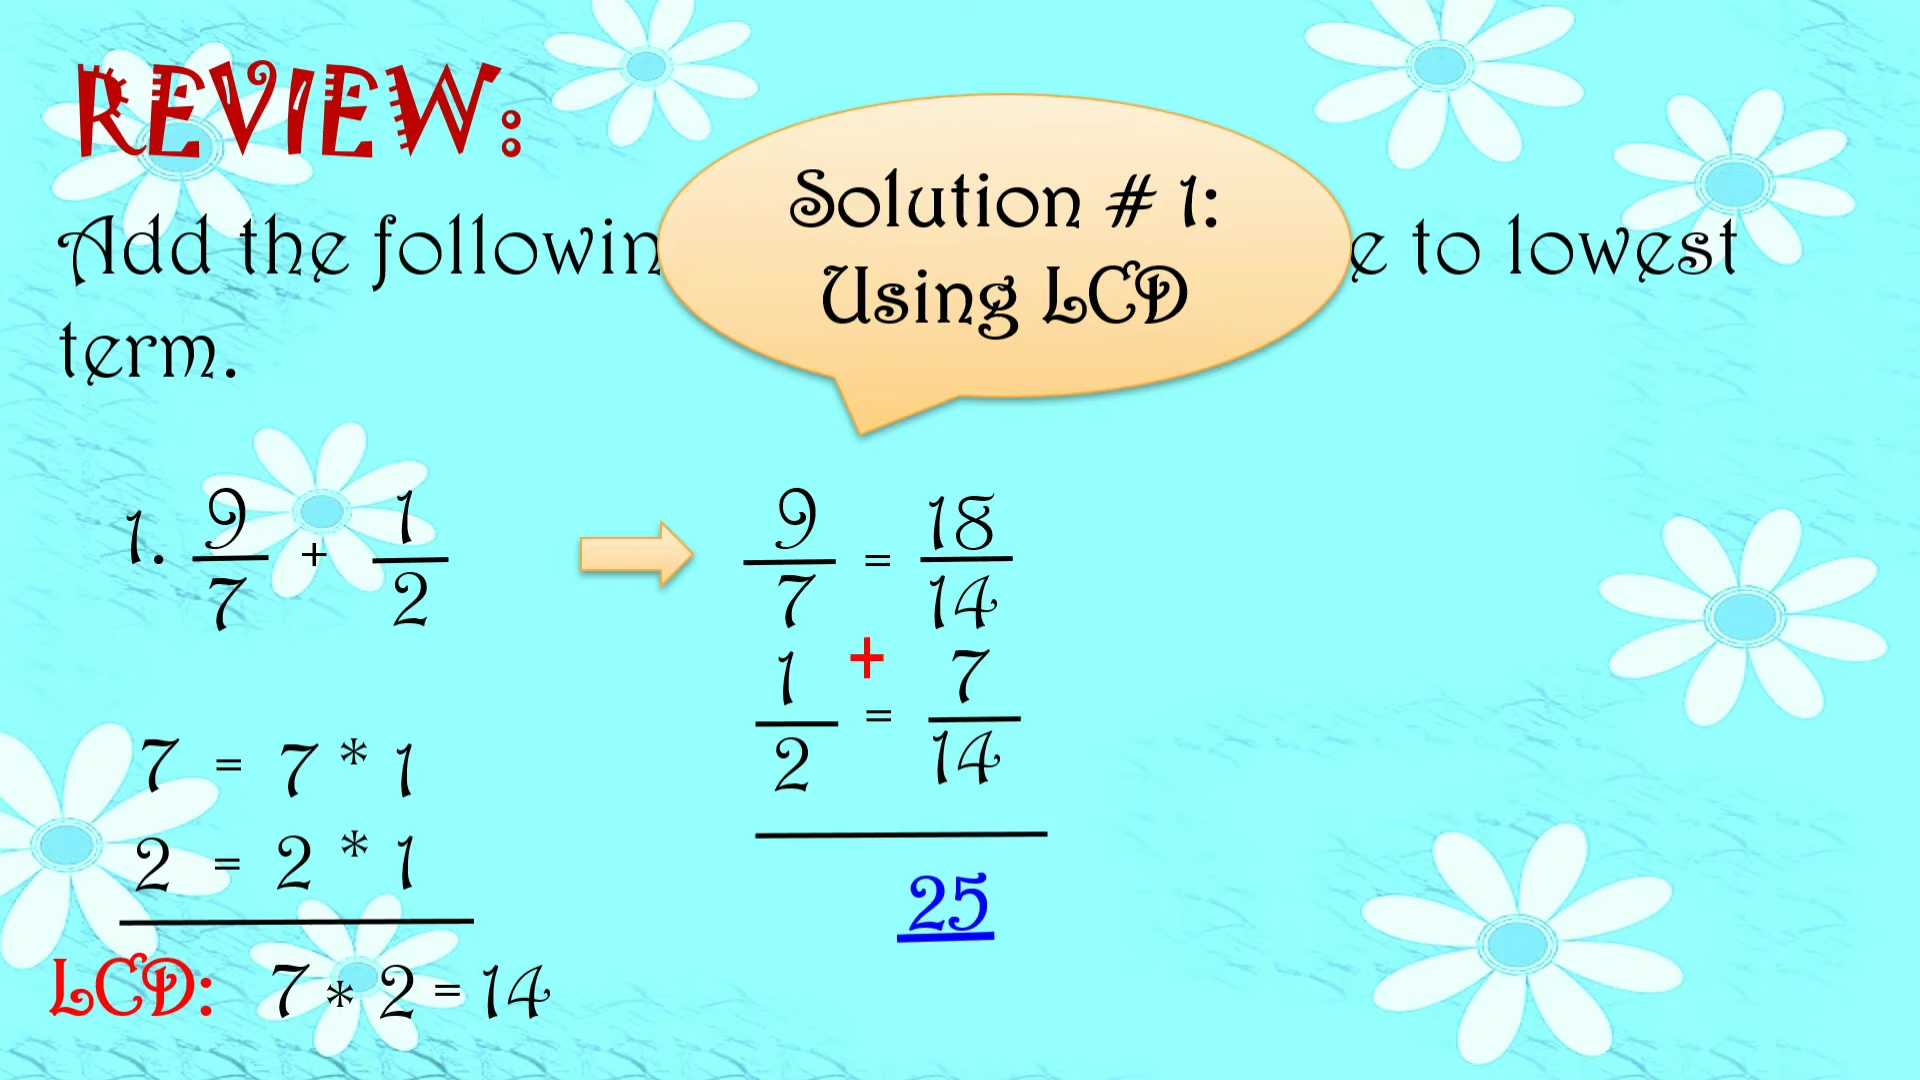 REVIEW:
Solution # 1:
Using LCD
Add the followin e to lowest
term.
1. 9/7 + 1/2
9/7 = 18/14
+
1/2 = 7/14
25
7 = 7 * 1
2 = 2 * 1
LCD: 7 * 2 = 14